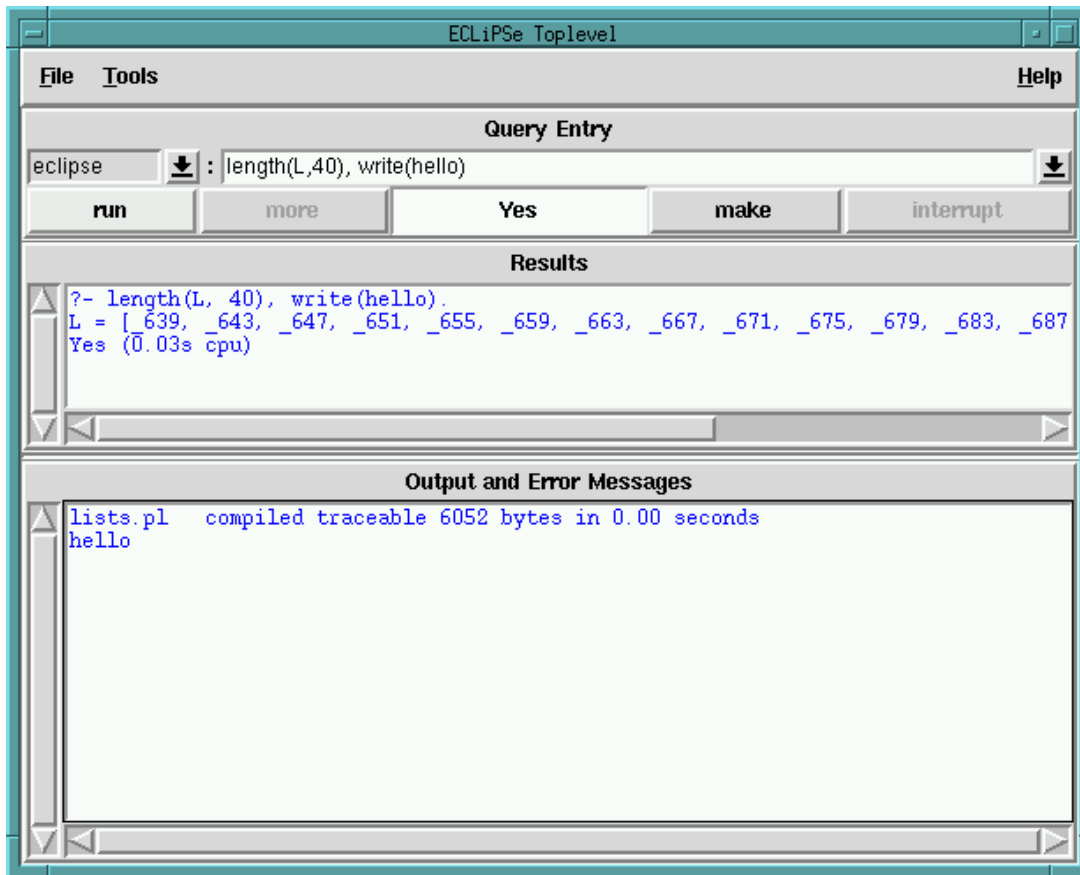 ECLiPSe Toplevel
File Tools Help
Query Entry
eclipse : length(L,40), write(hello)
run more Yes make interrupt
Results
?- length(L, 40), write(hello).
L = [_639, _643, _647, _651, _655, _659, _663, _667, _671, _675, _679, _683, _687
Yes (0.03s cpu)
Output and Error Messages
lists.pl compiled traceable 6052 bytes in 0.00 seconds
hello